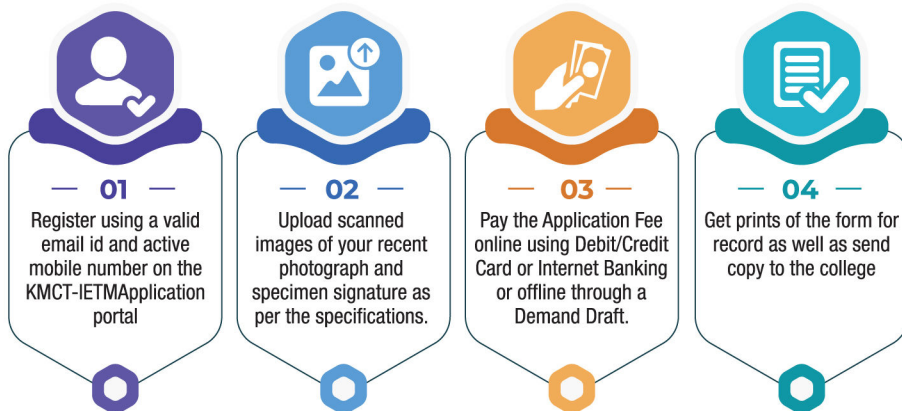 01
Register using a valid
email id and active
mobile number on the
KMCT-IETMApplication
portal
02
Upload scanned
images of your recent
photograph and
specimen signature as
per the specifications.
03
Pay the Application Fee
online using Debit/Credit
Card or Internet Banking
or offline through a
Demand Draft.
04
Get prints of the form for
record as well as send
copy to the college